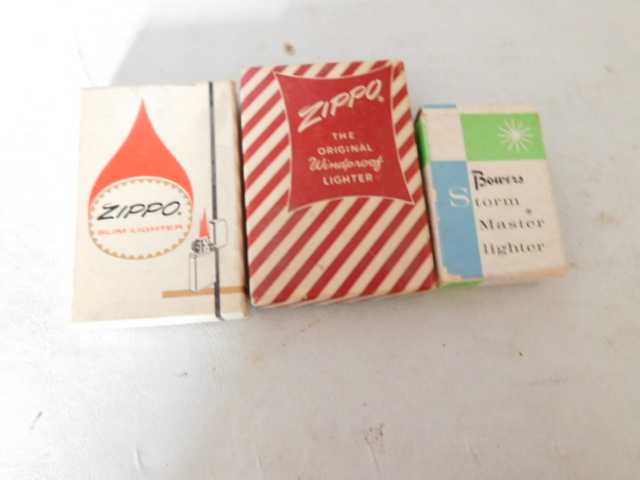 ZIPPO
SLIM LIGHTER
ZIPPO
THE
ORIGINAL
Windproof
LIGHTER
Bowers
Storm
Master
lighter